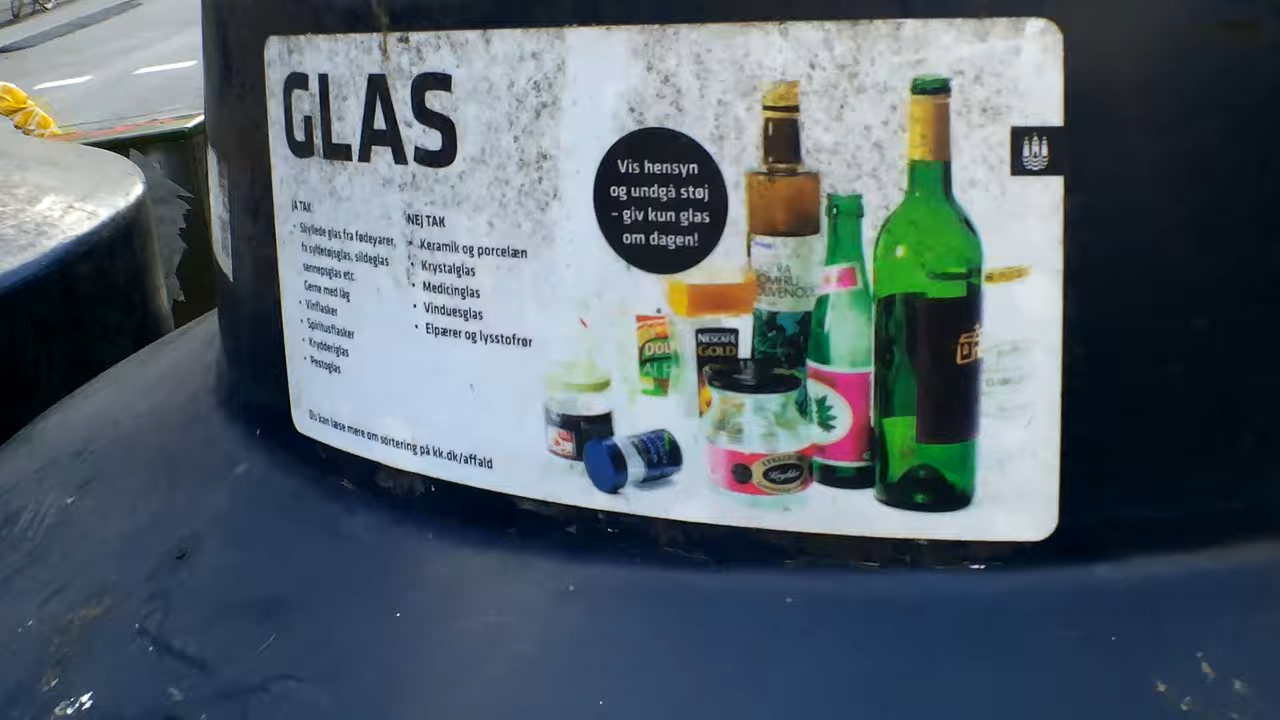 GLAS
JA TAK
• Skyllede glas fra fødevarer,
fx syltetøjsglas, sildeglas
sennepsglas etc.
Gerne med låg
• Vinflasker
• Spiritusflasker
• Krydderiglas
• Pestoglas
NEJ TAK
• Keramik og porcelæn
• Krystalglas
• Medicinglas
• Vinduesglas
• Elpærer og lysstofrør
Du kan læse mere om sortering på kk.dk/affald
Vis hensyn
og undgå støj
- giv kun glas
om dagen!
NESCAFÉ
GOLD